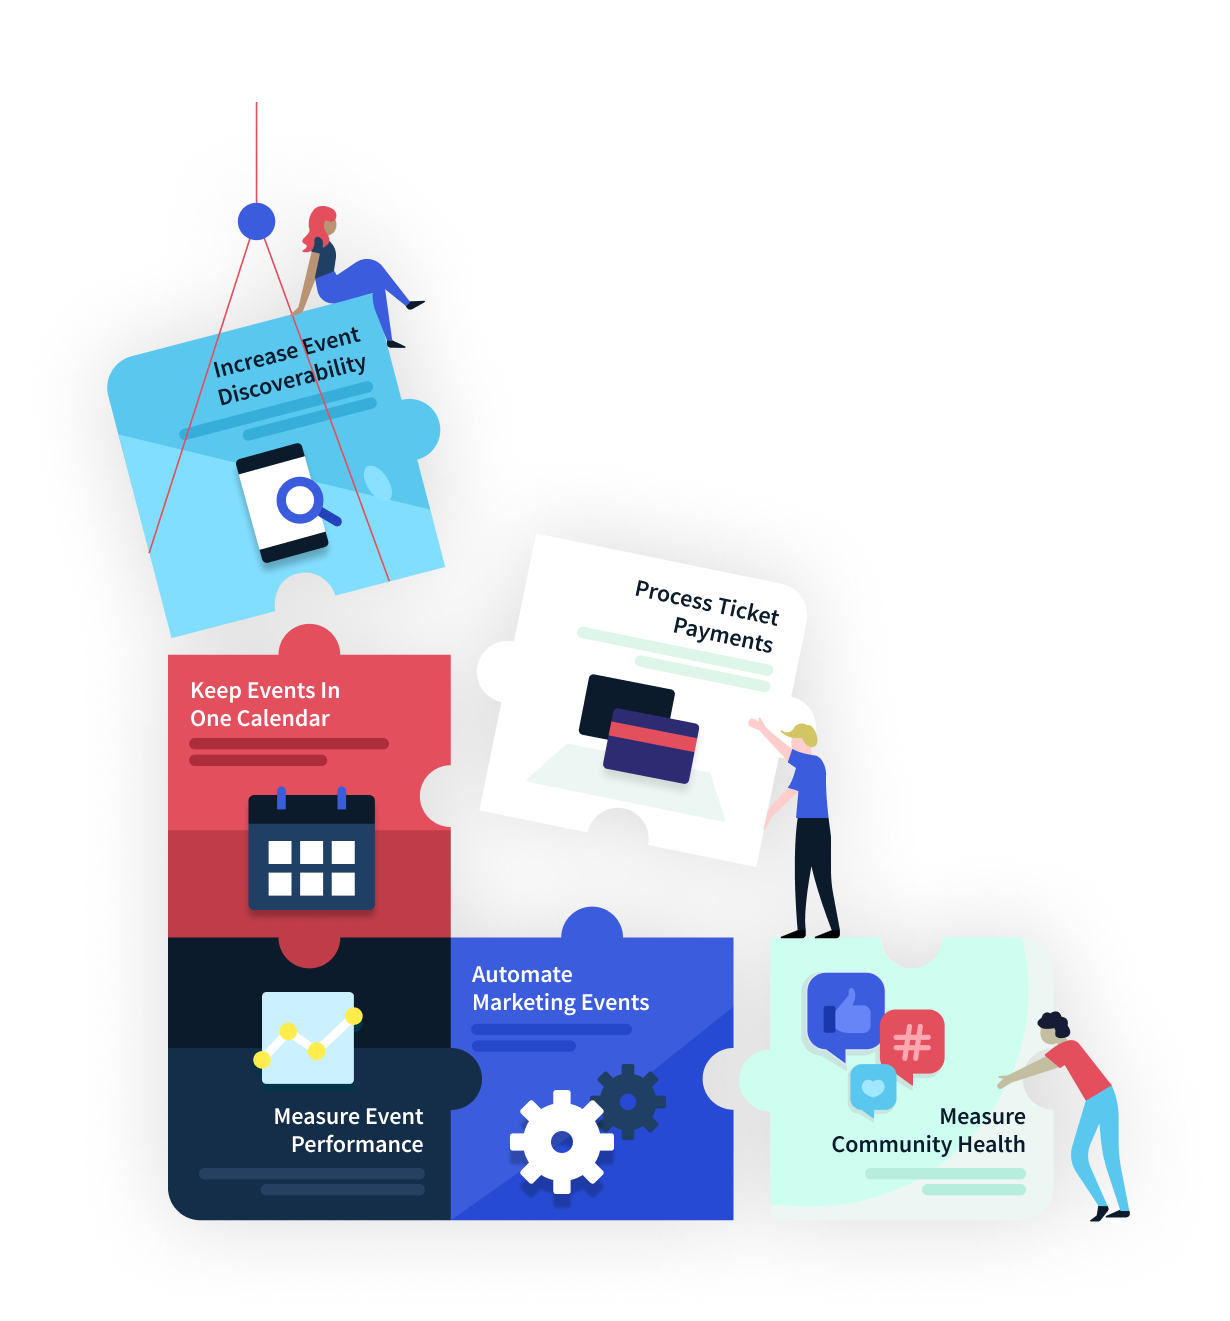 Increase Event
Discoverability
Process Ticket
Payments
Keep Events In
One Calendar
Automate
Marketing Events
Measure Event
Performance
#
Measure
Community Health